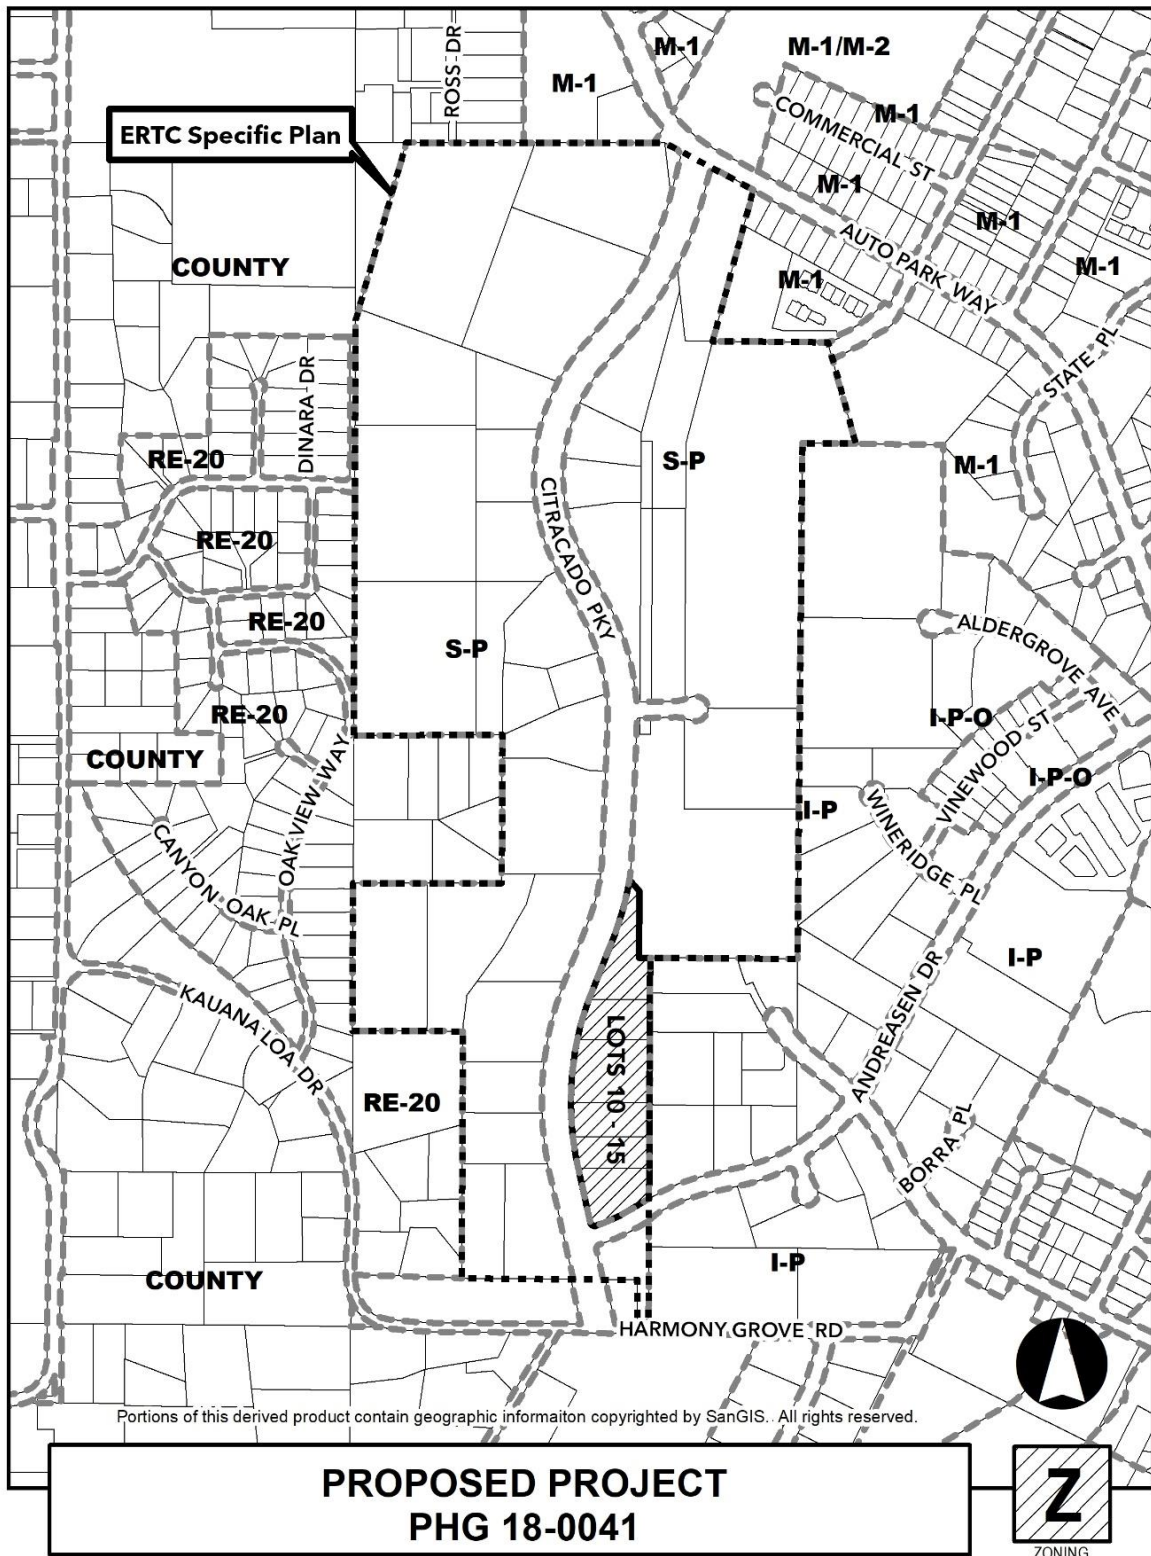 ROSS DR
M-1
M-1
M-1/M-2
ERTC Specific Plan
COMMERCIAL ST
M-1
M-1
M-1
COUNTY
AUTO PARK WAY
M-1
M-1
STATE PL
DINARA DR
RE-20
S-P
M-1
CITRACADO PKY
RE-20
RE-20
S-P
ALDERGROVE AVE
RE-20
I-P-O
COUNTY
VINEWOOD ST
I-P-O
OAK VIEW WAY
I-P
WINERIDGE PL
CANYON OAK PL
I-P
ANDREASEN DR
KAUANA LOA DR
LOTS 10 - 15
RE-20
BORRA PL
COUNTY
I-P
HARMONY GROVE RD
Portions of this derived product contain geographic informaiton copyrighted by SanGIS. All rights reserved.
PROPOSED PROJECT
PHG 18-0041
Z
ZONING